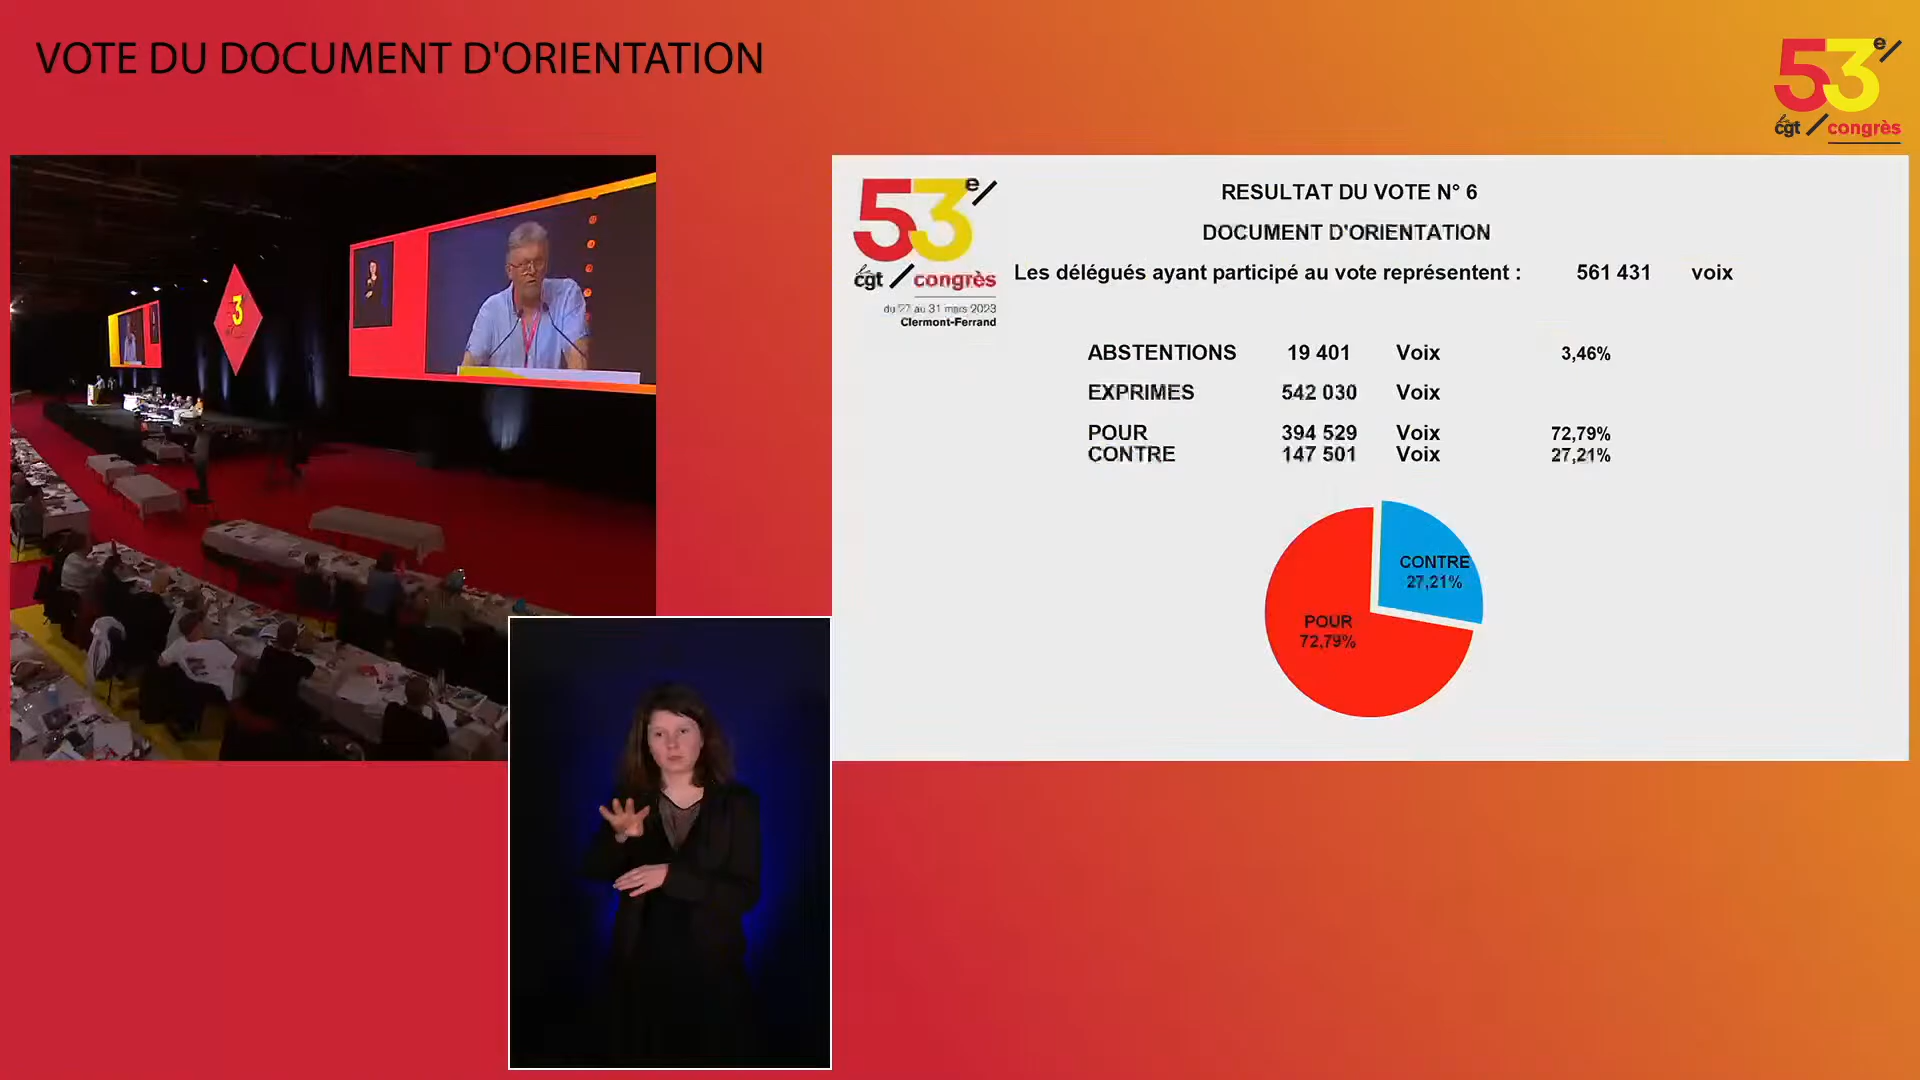 VOTE DU DOCUMENT D'ORIENTATION
53e/
la cgt / congrès
53e/
la cgt / congrès
du 27 au 31 mars 2023
Clermont-Ferrand
RESULTAT DU VOTE N° 6
DOCUMENT D'ORIENTATION
Les délégués ayant participé au vote représentent : 561 431 voix
ABSTENTIONS 19 401 Voix 3,46%
EXPRIMES 542 030 Voix
POUR 394 529 Voix 72,79%
CONTRE 147 501 Voix 27,21%
CONTRE
27,21%
POUR
72,79%
3